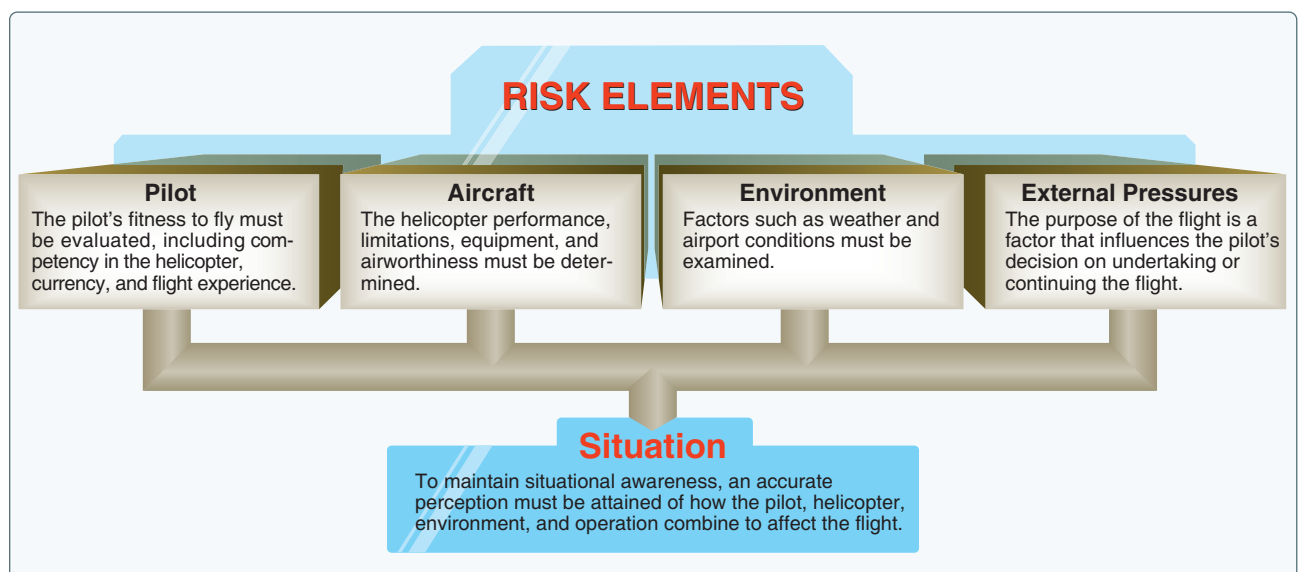 RISK ELEMENTS
Pilot
The pilot's fitness to fly must
be evaluated, including com-
petency in the helicopter,
currency, and flight experience.
Aircraft
The helicopter performance,
limitations, equipment, and
airworthiness must be deter-
mined.
Environment
Factors such as weather and
airport conditions must be
examined.
External Pressures
The purpose of the flight is a
factor that influences the pilot's
decision on undertaking or
continuing the flight.
Situation
To maintain situational awareness, an accurate
perception must be attained of how the pilot, helicopter,
environment, and operation combine to affect the flight.